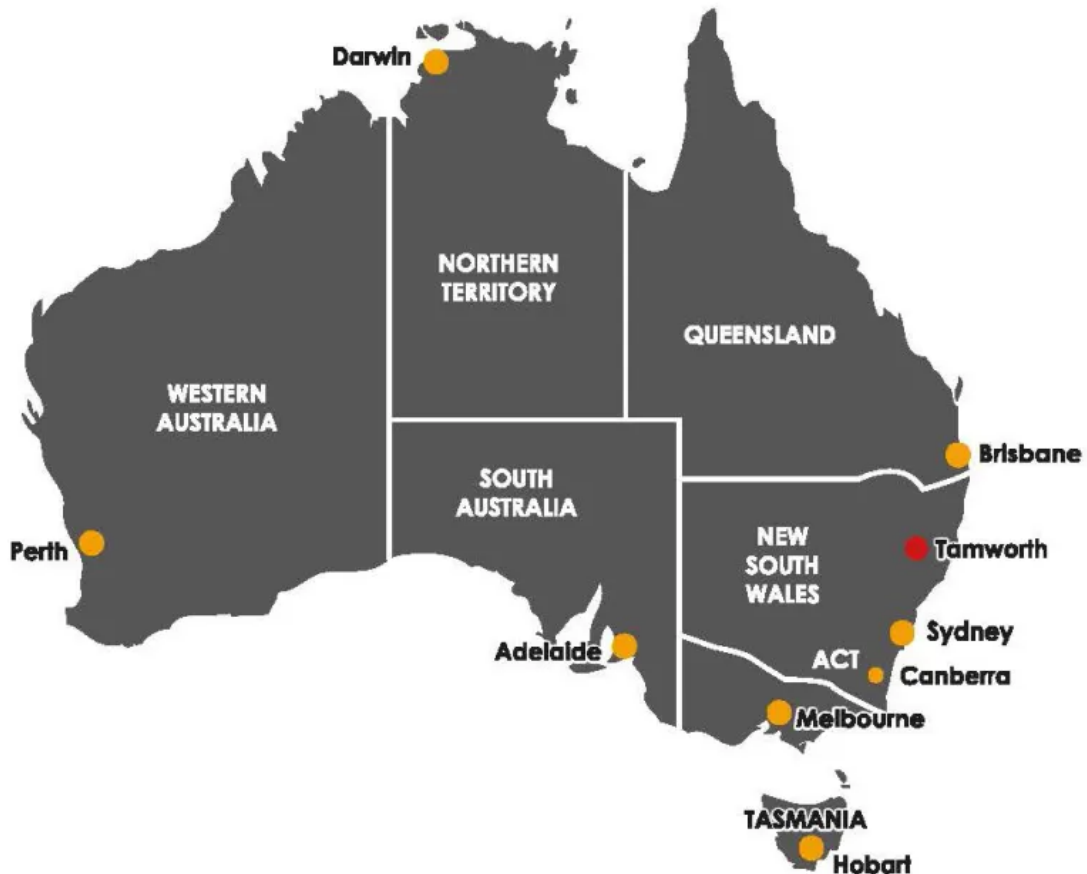 Darwin
NORTHERN
TERRITORY
QUEENSLAND
WESTERN
AUSTRALIA
Brisbane
SOUTH
AUSTRALIA
NEW
SOUTH
WALES
Perth
Tamworth
Sydney
Adelaide
ACT
Canberra
Melbourne
TASMANIA
Hobart